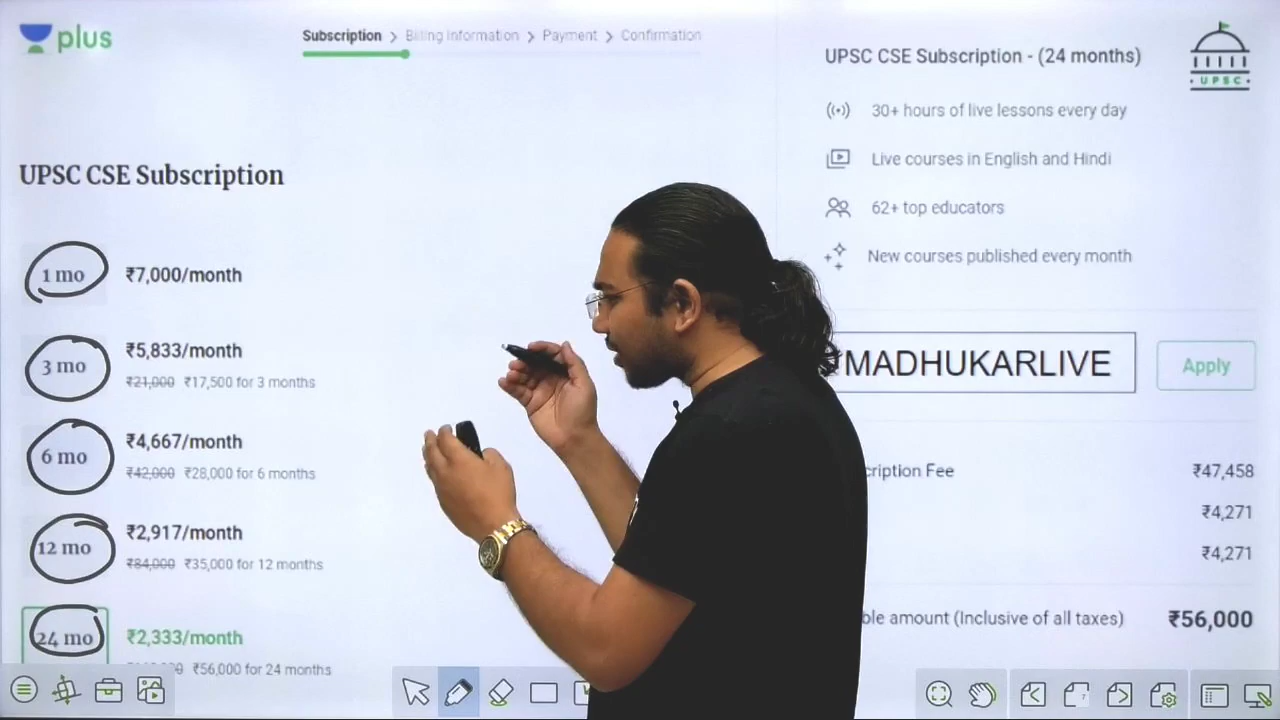 plus
Subscription > Billing Information > Payment > Confirmation
UPSC CSE Subscription - (24 months)
UPSC
30+ hours of live lessons every day
Live courses in English and Hindi
62+ top educators
New courses published every month
UPSC CSE Subscription
1 mo ₹7,000/month
3 mo ₹5,833/month
₹21,000 ₹17,500 for 3 months
6 mo ₹4,667/month
₹42,000 ₹28,000 for 6 months
12 mo ₹2,917/month
₹84,000 ₹35,000 for 12 months
24 mo ₹2,333/month
₹56,000 for 24 months
MADHUKARLIVE
Apply
cription Fee ₹47,458
₹4,271
₹4,271
ble amount (Inclusive of all taxes) ₹56,000
7